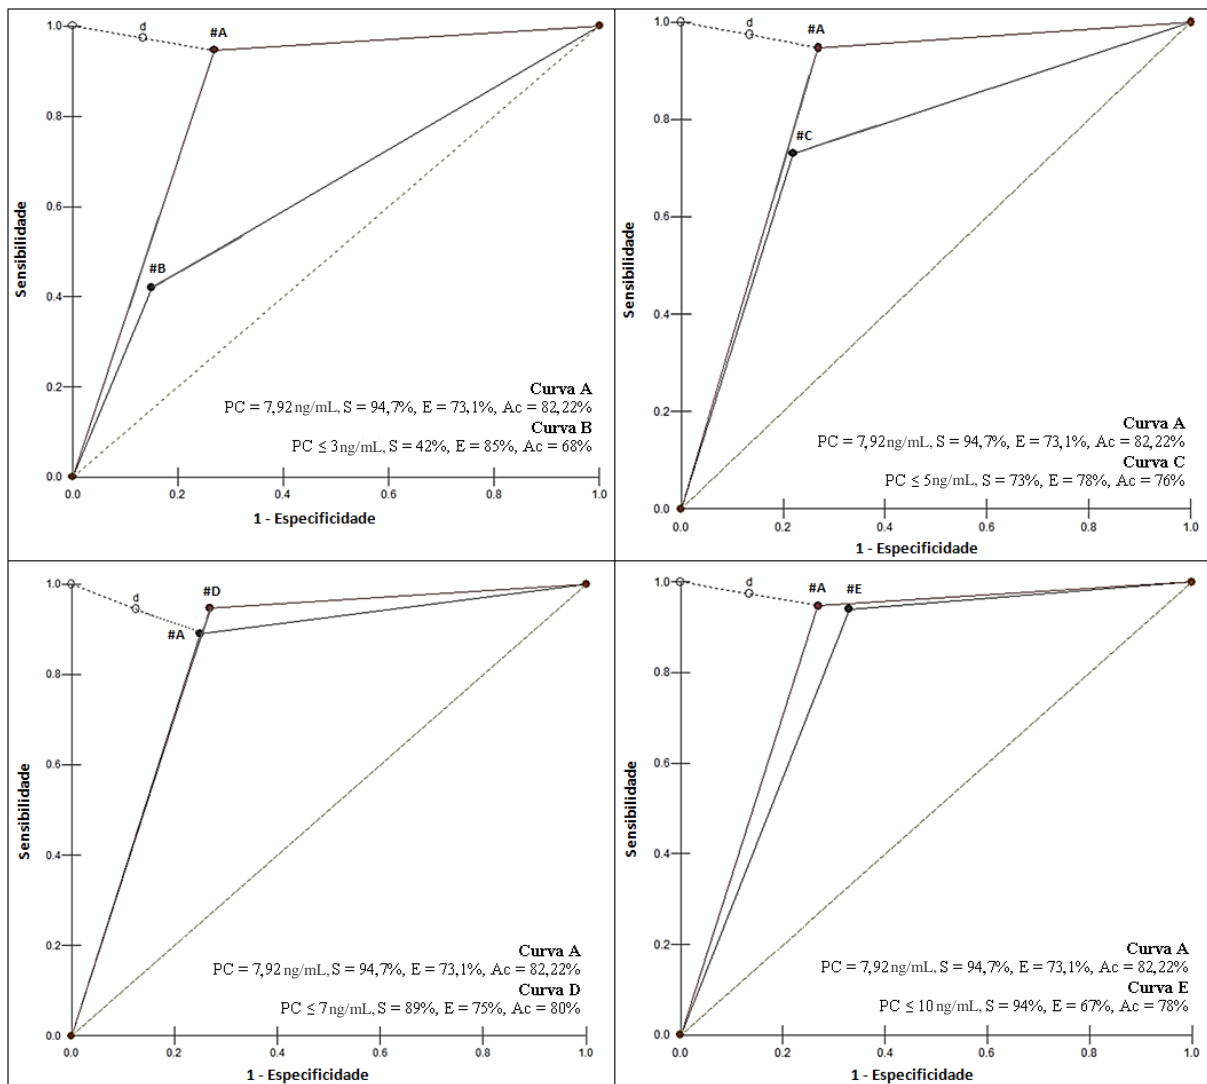 1.0
d
#A
0.8
0.6
Sensibilidade
#B
0.4
0.2
Curva A
PC = 7,92 ng/mL, S = 94,7%, E = 73,1%, Ac = 82,22%
Curva B
PC ≤ 3 ng/mL, S = 42%, E = 85%, Ac = 68%
0.0
0.0 0.2 0.4 0.6 0.8 1.0
1 - Especificidade
1.0
d
#A
0.8
#C
0.6
Sensibilidade
0.4
0.2
Curva A
PC = 7,92 ng/mL, S = 94,7%, E = 73,1%, Ac = 82,22%
Curva C
PC ≤ 5ng/mL, S = 73%, E = 78%, Ac = 76%
0.0
0.0 0.2 0.4 0.6 0.8 1.0
1 - Especificidade
1.0
d
#D
#A
0.8
0.6
Sensibilidade
0.4
0.2
Curva A
PC = 7,92 ng/mL, S = 94,7%, E = 73,1%, Ac = 82,22%
Curva D
PC ≤ 7 ng/mL, S = 89%, E = 75%, Ac = 80%
0.0
0.0 0.2 0.4 0.6 0.8 1.0
1 - Especificidade
1.0
d
#A #E
0.8
0.6
Sensibilidade
0.4
0.2
Curva A
PC = 7,92 ng/mL, S = 94,7%, E = 73,1%, Ac = 82,22%
Curva E
PC ≤ 10 ng/mL, S = 94%, E = 67%, Ac = 78%
0.0
0.0 0.2 0.4 0.6 0.8 1.0
1 - Especificidade